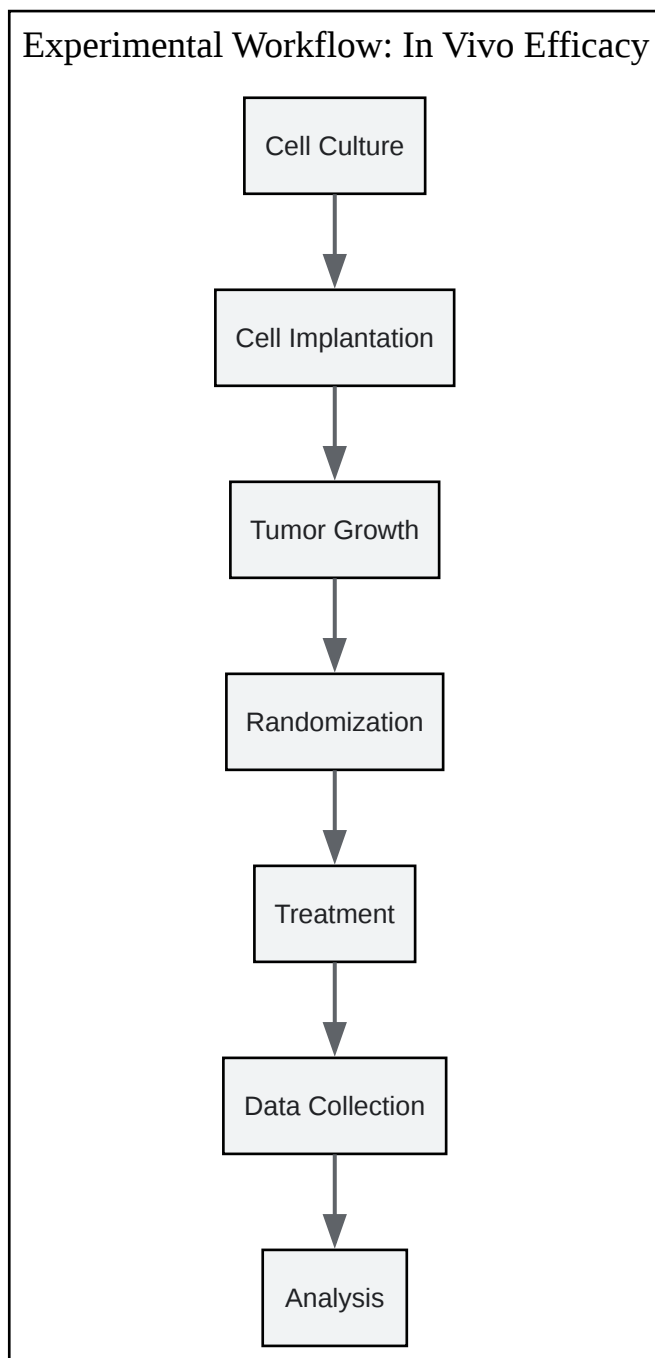 Experimental Workflow: In Vivo Efficacy
Cell Culture
Cell Implantation
Tumor Growth
Randomization
Treatment
Data Collection
Analysis